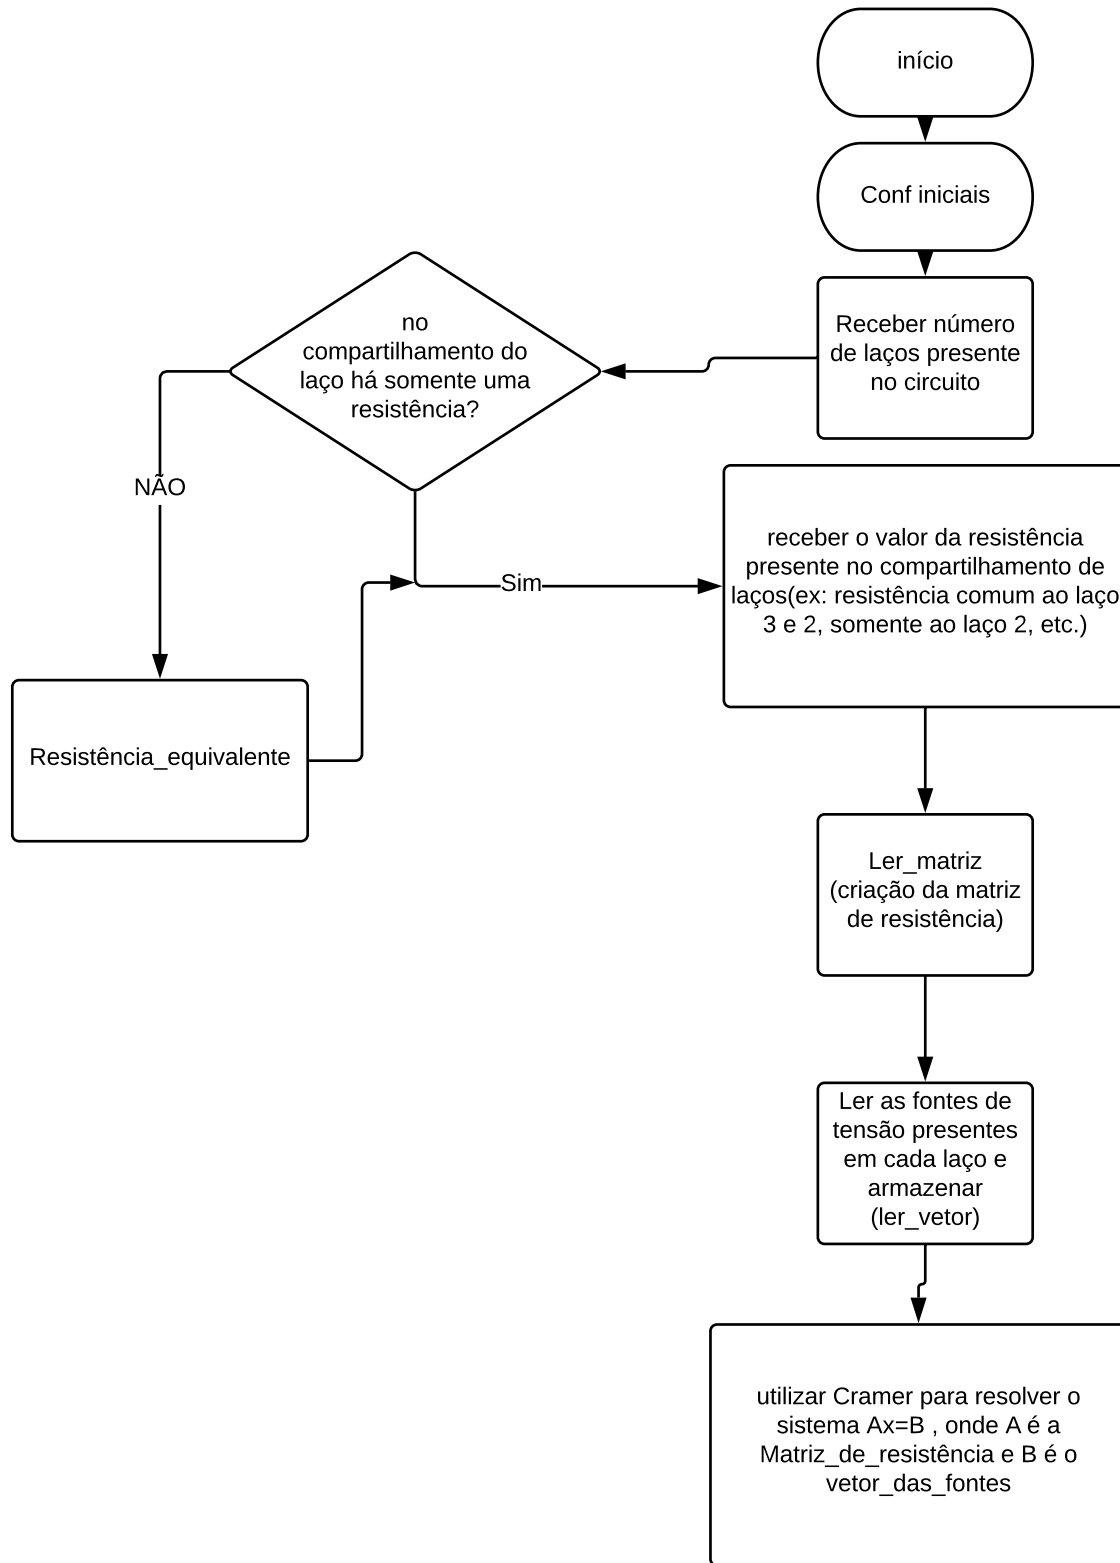 início
Conf iniciais
Receber número
de laços presente
no circuito
no
compartilhamento do
laço há somente uma
resistência?
NÃO
Sim
Resistência_equivalente
receber o valor da resistência
presente no compartilhamento de
laços(ex: resistência comum ao laço
3 e 2, somente ao laço 2, etc.)
Ler_matriz
(criação da matriz
de resistência)
Ler as fontes de
tensão presentes
em cada laço e
armazenar
(ler_vetor)
utilizar Cramer para resolver o
sistema Ax=B , onde A é a
Matriz_de_resistência e B é o
vetor_das_fontes